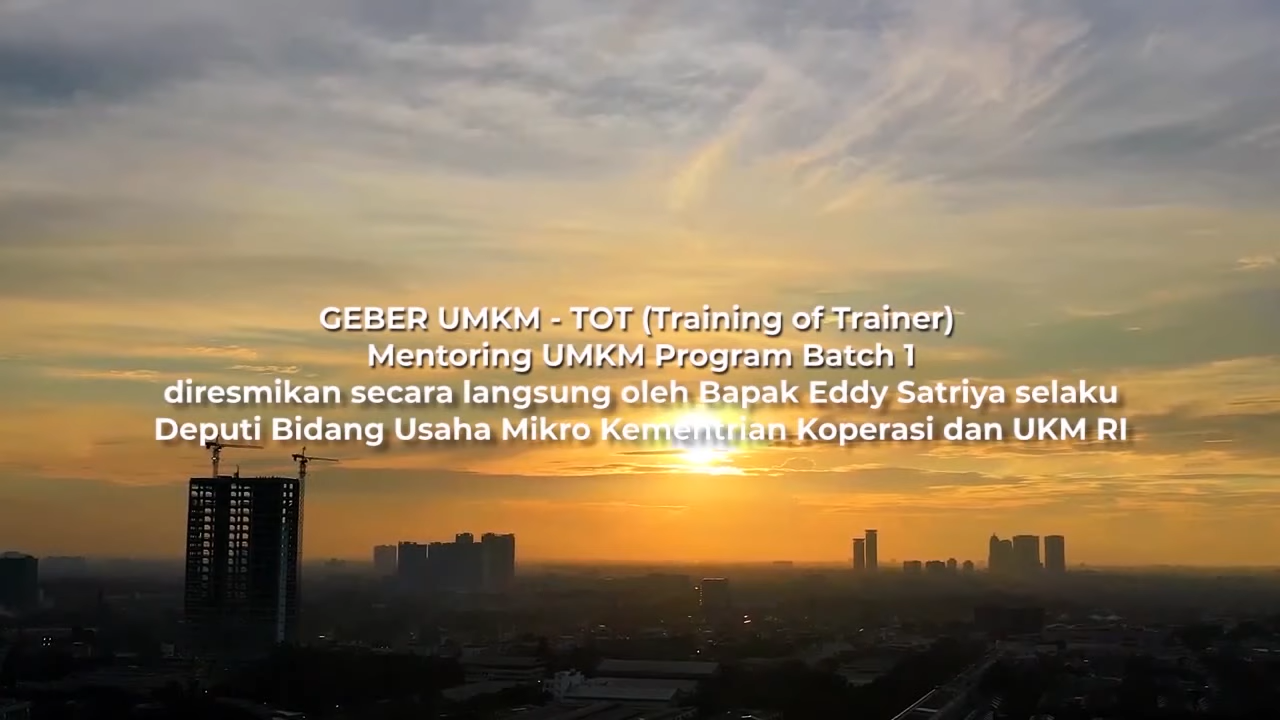 GEBER UMKM - TOT (Training of Trainer)
Mentoring UMKM Program Batch 1
diresmikan secara langsung oleh Bapak Eddy Satriya selaku
Deputi Bidang Usaha Mikro Kementrian Koperasi dan UKM RI